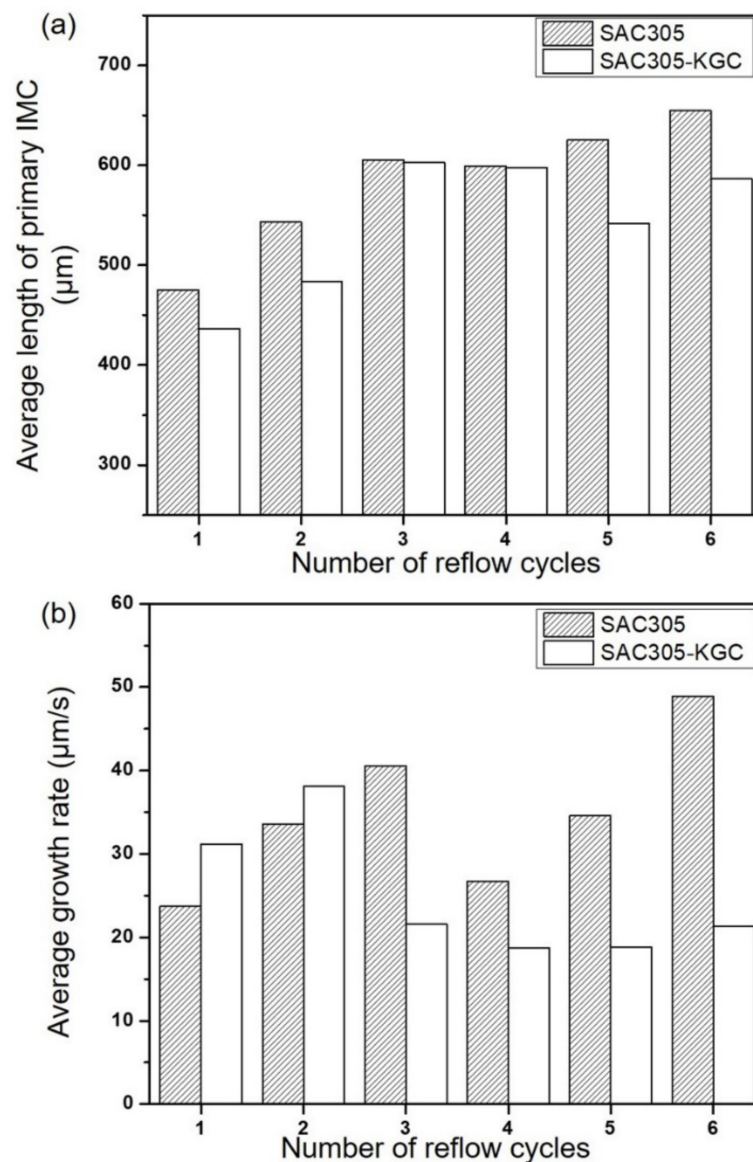 (a)
SAC305
SAC305-KGC
700
600
500
400
300
Average length of primary IMC
(µm)
1 2 3 4 5 6
Number of reflow cycles
(b)
SAC305
SAC305-KGC
60
50
40
30
20
10
0
Average growth rate (µm/s)
1 2 3 4 5 6
Number of reflow cycles